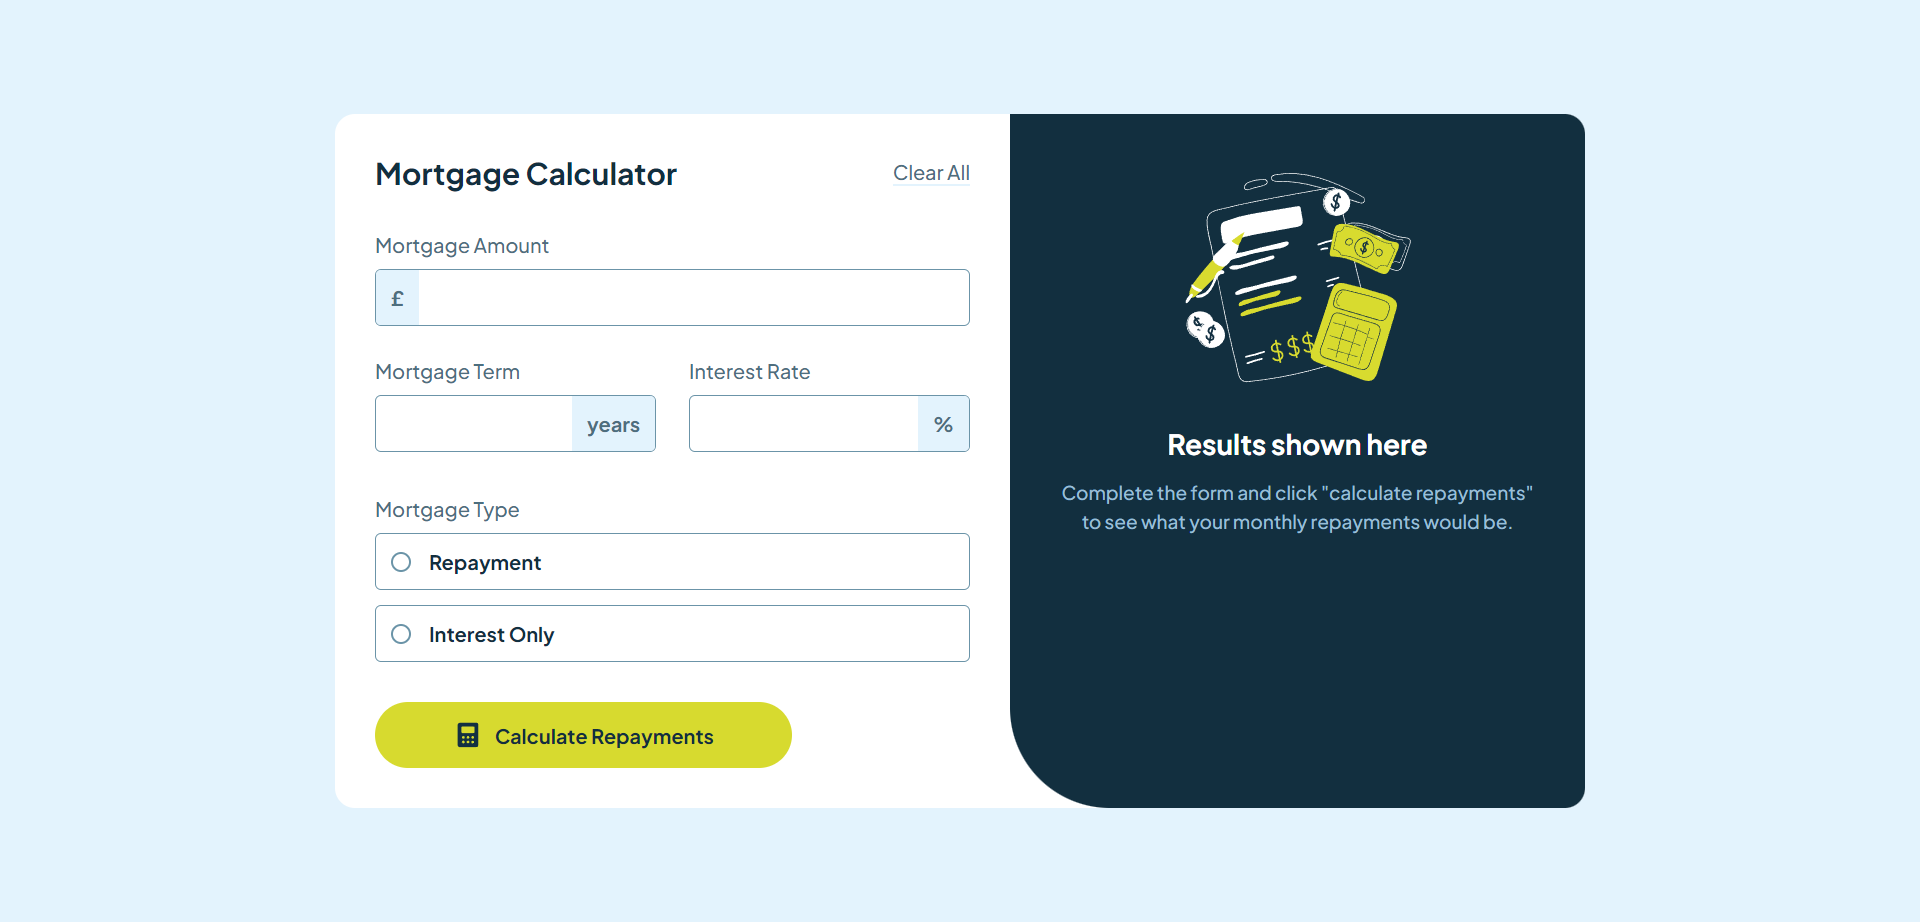 Mortgage Calculator
Clear All
Mortgage Amount
£
Mortgage Term
years
Interest Rate
%
Mortgage Type
Repayment
Interest Only
Calculate Repayments
$
$
$ $
$$$
Results shown here
Complete the form and click "calculate repayments"
to see what your monthly repayments would be.